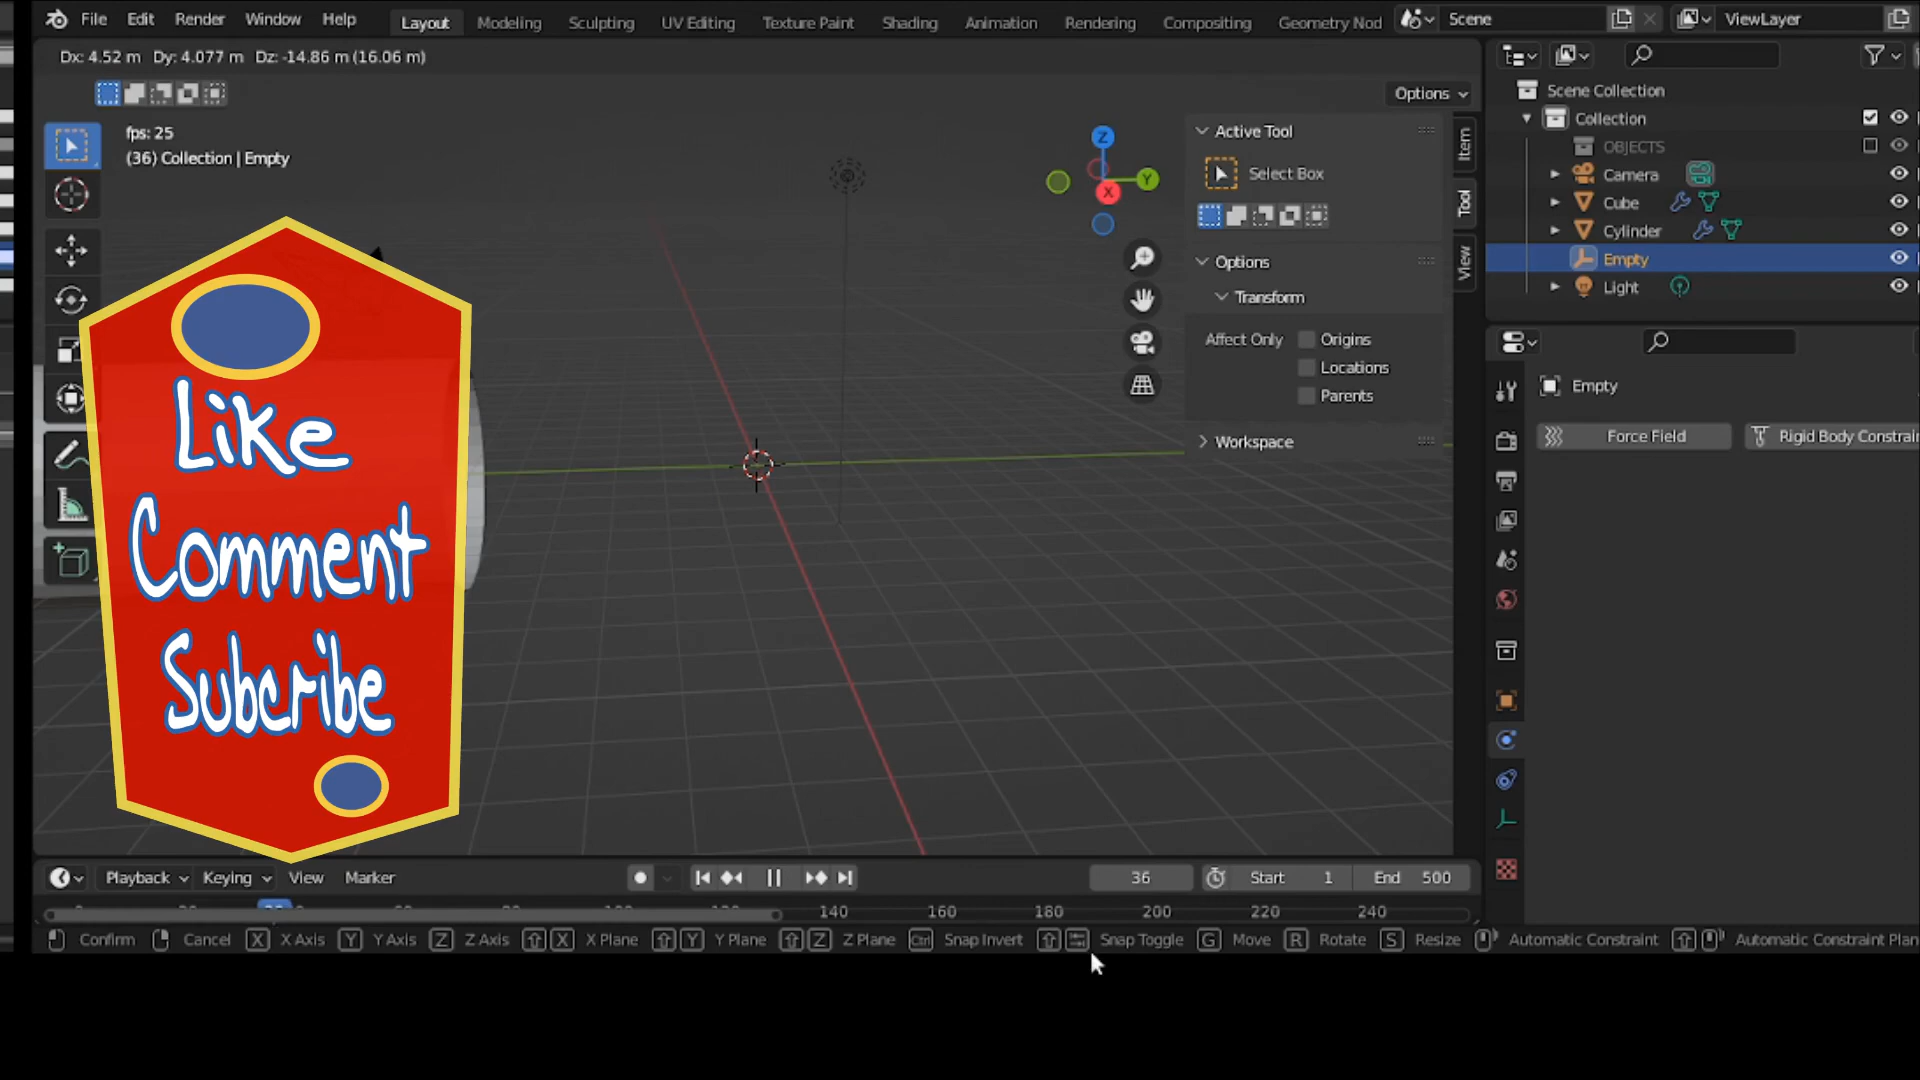 File Edit Render Window Help Layout Modeling Sculpting UV Editing Texture Paint Shading Animation Rendering Compositing Geometry Nod Scene ViewLayer
Dx: 4.52 m Dy: 4.077 m Dz: -14.86 m (16.06 m)
Options
fps: 25
(36) Collection | Empty
Z
Y
X
Like
Comment
Subcribe
Active Tool
Select Box
Options
Transform
Affect Only Origins
Locations
Parents
Workspace
Item
Tool
View
Scene Collection
Collection
OBJECTS
Camera
Cube
Cylinder
Empty
Light
Empty
Force Field Rigid Body Constrai
Playback Keying View Marker 36 Start 1 End 500
140 160 180 200 220 240
Confirm Cancel X X Axis Y Y Axis Z Z Axis X X Plane Y Y Plane Z Z Plane Ctrl Snap Invert Snap Toggle G Move R Rotate S Resize Automatic Constraint Automatic Constraint Plan